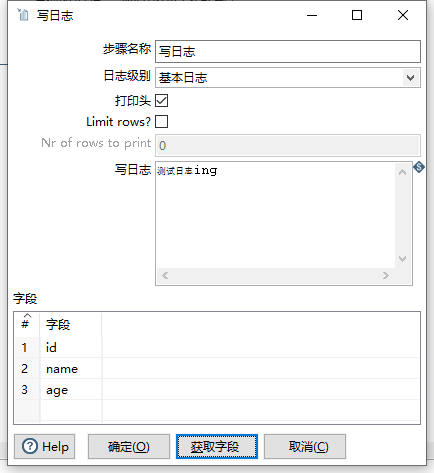 写日志
步骤名称 写日志
日志级别 基本日志
打印头
Limit rows?
Nr of rows to print 0
写日志 测试日志ing
字段
# 字段
1 id
2 name
3 age
Help 确定(O) 获取字段 取消(C)